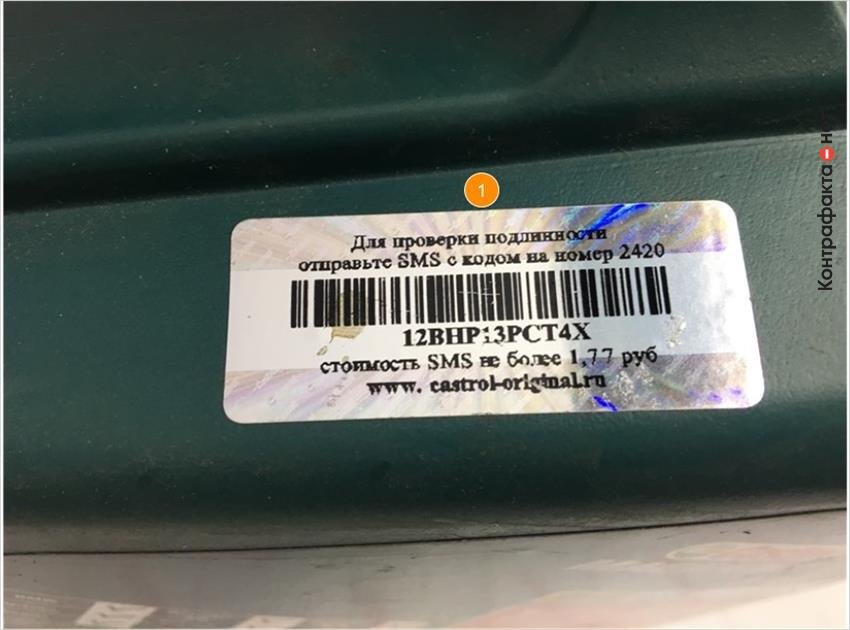 1
Для проверки подлинности
отправьте SMS с кодом на номер 2420
12BHP13PCT4X
стоимость SMS не более 1,77 руб
www. castrol-original.ru
Контрафакта